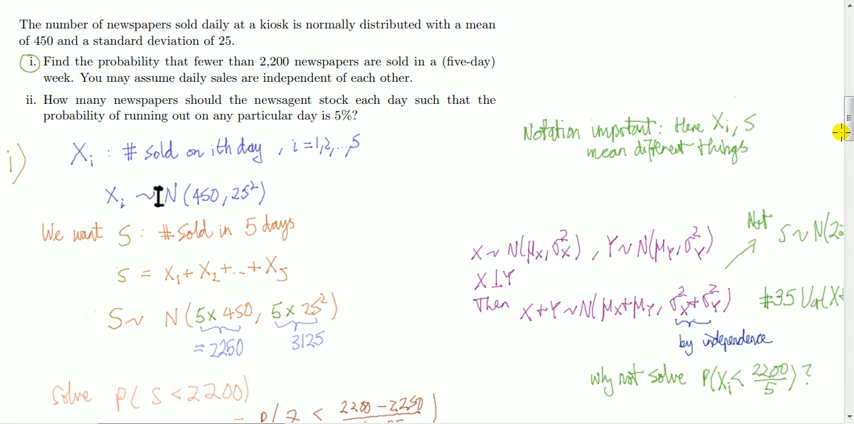 The number of newspapers sold daily at a kiosk is normally distributed with a mean
of 450 and a standard deviation of 25.
i. Find the probability that fewer than 2,200 newspapers are sold in a (five-day)
week. You may assume daily sales are independent of each other.
ii. How many newspapers should the newsagent stock each day such that the
probability of running out on any particular day is 5%?
i) Xi : # sold on ith day , i=1,2,...,5
Xi ~ N(450, 25²)
We want S : # sold in 5 days
S = X1 + X2 + ... + X5
S ~ N(5×450, 5×25²)
= 2250 3125
Solve P(S < 2200)
= P(Z < 2200 - 2250
Notation important: Here Xi, S
mean different things
Not S ~ N(
X ~ N(μX, σX²) , Y ~ N(μY, σY²)
X ⊥ Y
Then X+Y ~ N(μX+μY, σX²+σY²) #35 Var(X+
by independence
Why not solve P(Xi < 2200/5) ?